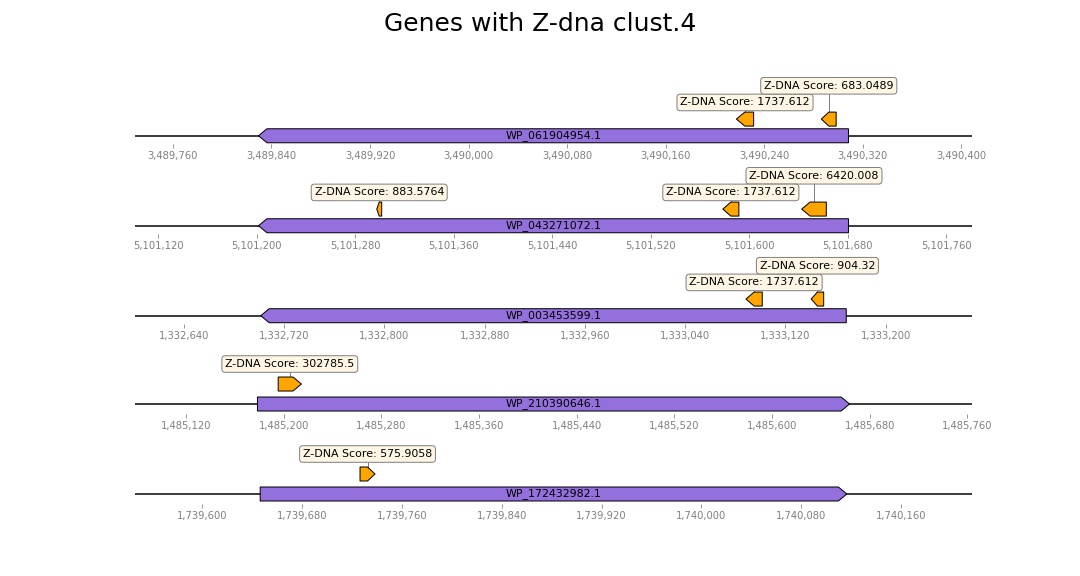 Genes with Z-dna clust.4
Z-DNA Score: 683.0489
Z-DNA Score: 1737.612
WP_061904954.1
3,489,760 3,489,840 3,489,920 3,490,000 3,490,080 3,490,160 3,490,240 3,490,320 3,490,400
Z-DNA Score: 6420.008
Z-DNA Score: 883.5764 Z-DNA Score: 1737.612
WP_043271072.1
5,101,120 5,101,200 5,101,280 5,101,360 5,101,440 5,101,520 5,101,600 5,101,680 5,101,760
Z-DNA Score: 904.32
Z-DNA Score: 1737.612
WP_003453599.1
1,332,640 1,332,720 1,332,800 1,332,880 1,332,960 1,333,040 1,333,120 1,333,200
Z-DNA Score: 302785.5
WP_210390646.1
1,485,120 1,485,200 1,485,280 1,485,360 1,485,440 1,485,520 1,485,600 1,485,680 1,485,760
Z-DNA Score: 575.9058
WP_172432982.1
1,739,600 1,739,680 1,739,760 1,739,840 1,739,920 1,740,000 1,740,080 1,740,160